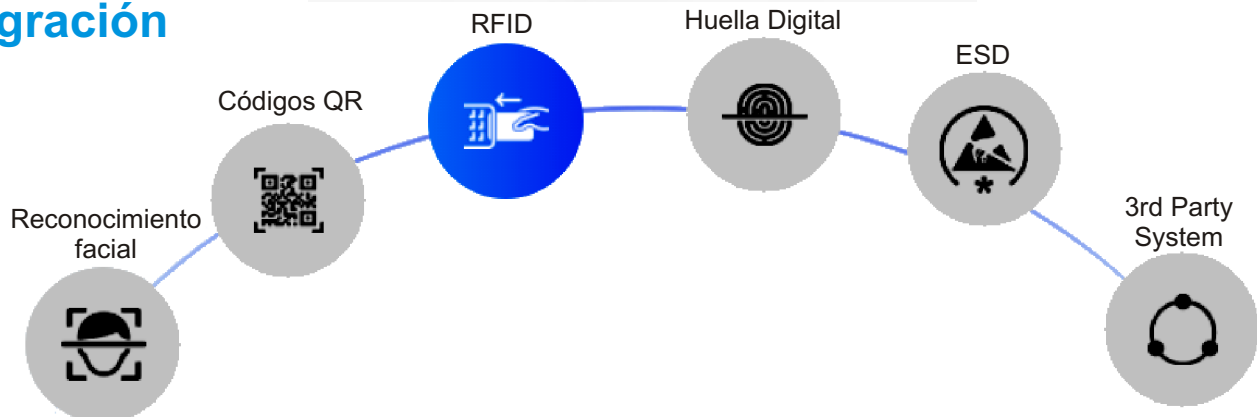 gración
RFID
Huella Digital
ESD
Códigos QR
Reconocimiento
facial
3rd Party
System